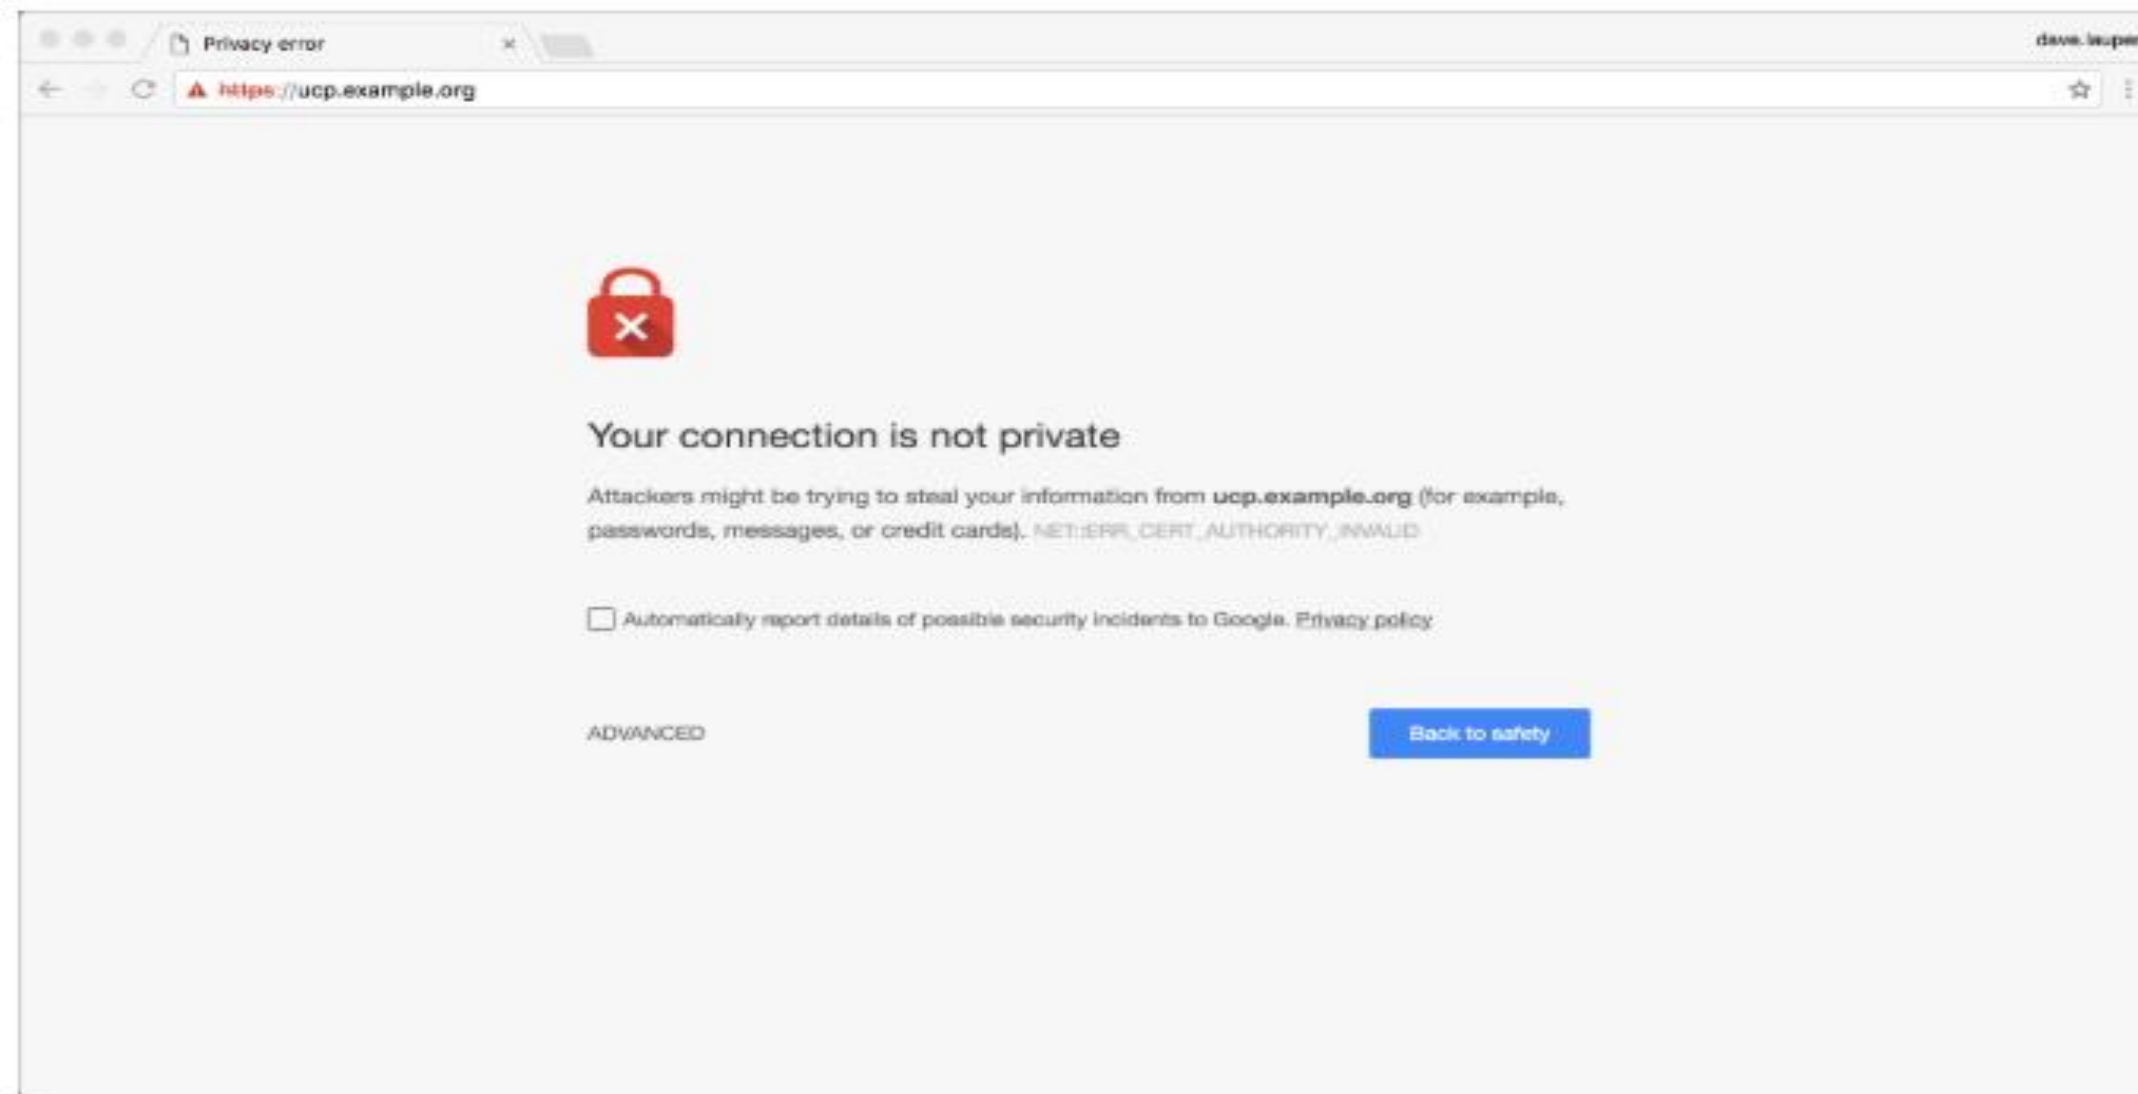 Privacy error
dave.lauper
https://ucp.example.org
Your connection is not private
Attackers might be trying to steal your information from ucp.example.org (for example,
passwords, messages, or credit cards). NET::ERR_CERT_AUTHORITY_INVALID
Automatically report details of possible security incidents to Google. Privacy policy
ADVANCED
Back to safety